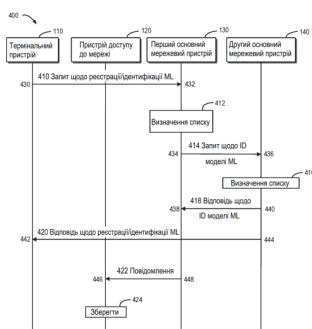 400
110
120
130
140
Термінальний
пристрій
Пристрій доступу
до мережі
Перший основний
мережевий пристрій
Другий основний
мережевий пристрій
410 Запит щодо реєстрації/ідентифікації ML
430
432
412
Визначення списку
414 Запит щодо ID
434
436
моделі ML
416
Визначення списку
418 Відповідь щодо
438
440
ID моделі ML
420 Відповідь щодо реєстрації/ідентифікації ML
442
444
422 Повідомлення
446
448
424
Зберегти